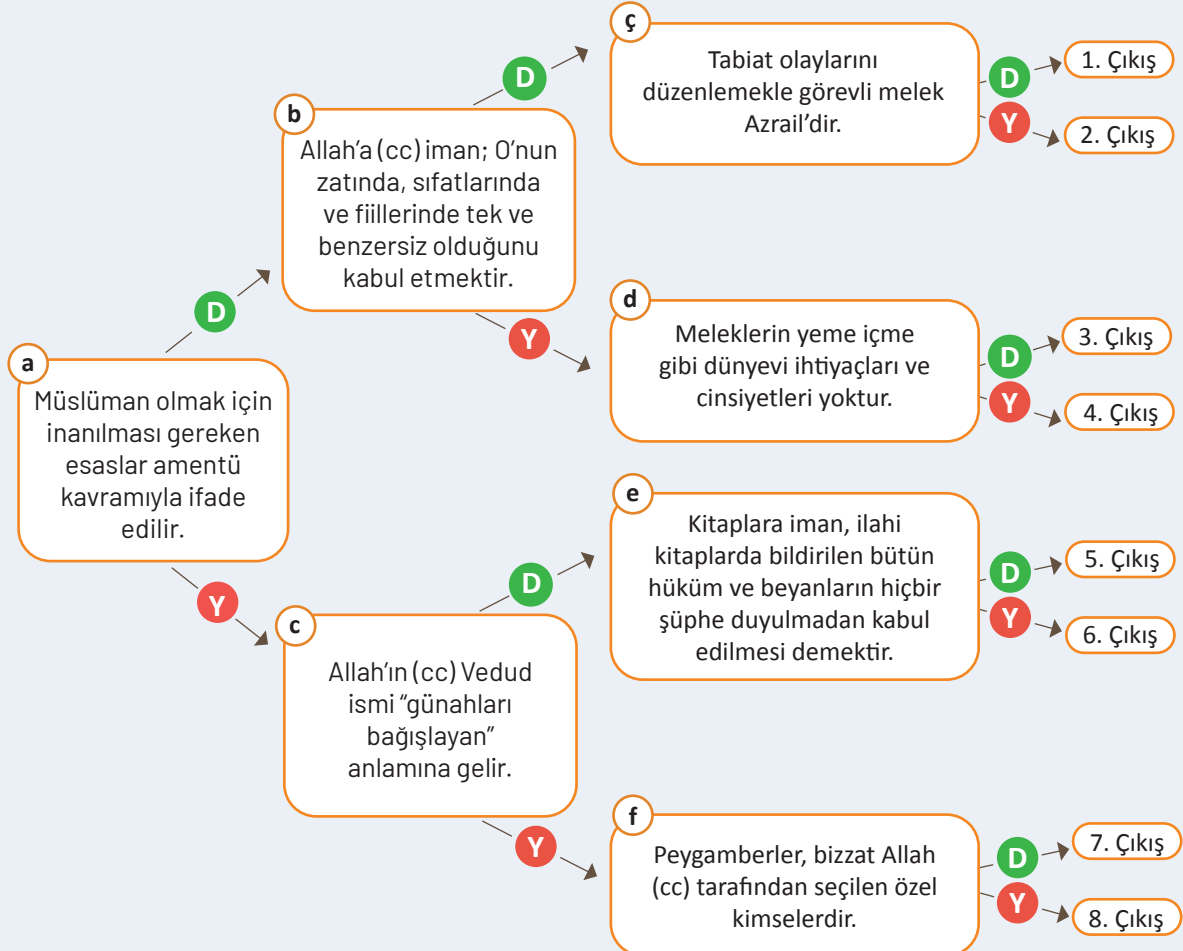 a
Müslüman olmak için
inanılması gereken
esaslar amentü
kavramıyla ifade
edilir.
D
Y
b
Allah’a (cc) iman; O’nun
zatında, sıfatlarında
ve fiillerinde tek ve
benzersiz olduğunu
kabul etmektir.
D
Y
c
Allah’ın (cc) Vedud
ismi “günahları
bağışlayan”
anlamına gelir.
D
Y
ç
Tabiat olaylarını
düzenlemekle görevli melek
Azrail’dir.
D
1. Çıkış
Y
2. Çıkış
d
Meleklerin yeme içme
gibi dünyevi ihtiyaçları ve
cinsiyetleri yoktur.
D
3. Çıkış
Y
4. Çıkış
e
Kitaplara iman, ilahi
kitaplarda bildirilen bütün
hüküm ve beyanların hiçbir
şüphe duyulmadan kabul
edilmesi demektir.
D
5. Çıkış
Y
6. Çıkış
f
Peygamberler, bizzat Allah
(cc) tarafından seçilen özel
kimselerdir.
D
7. Çıkış
Y
8. Çıkış